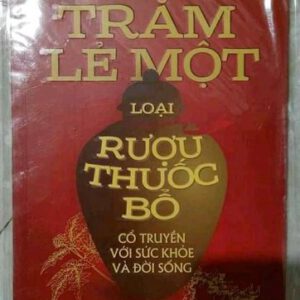 TRĂM
LẺ MỘT
LOẠI
RƯỢU
THUỐC
BỔ
CỔ TRUYỀN
VỚI SỨC KHỎE
VÀ ĐỜI SỐNG